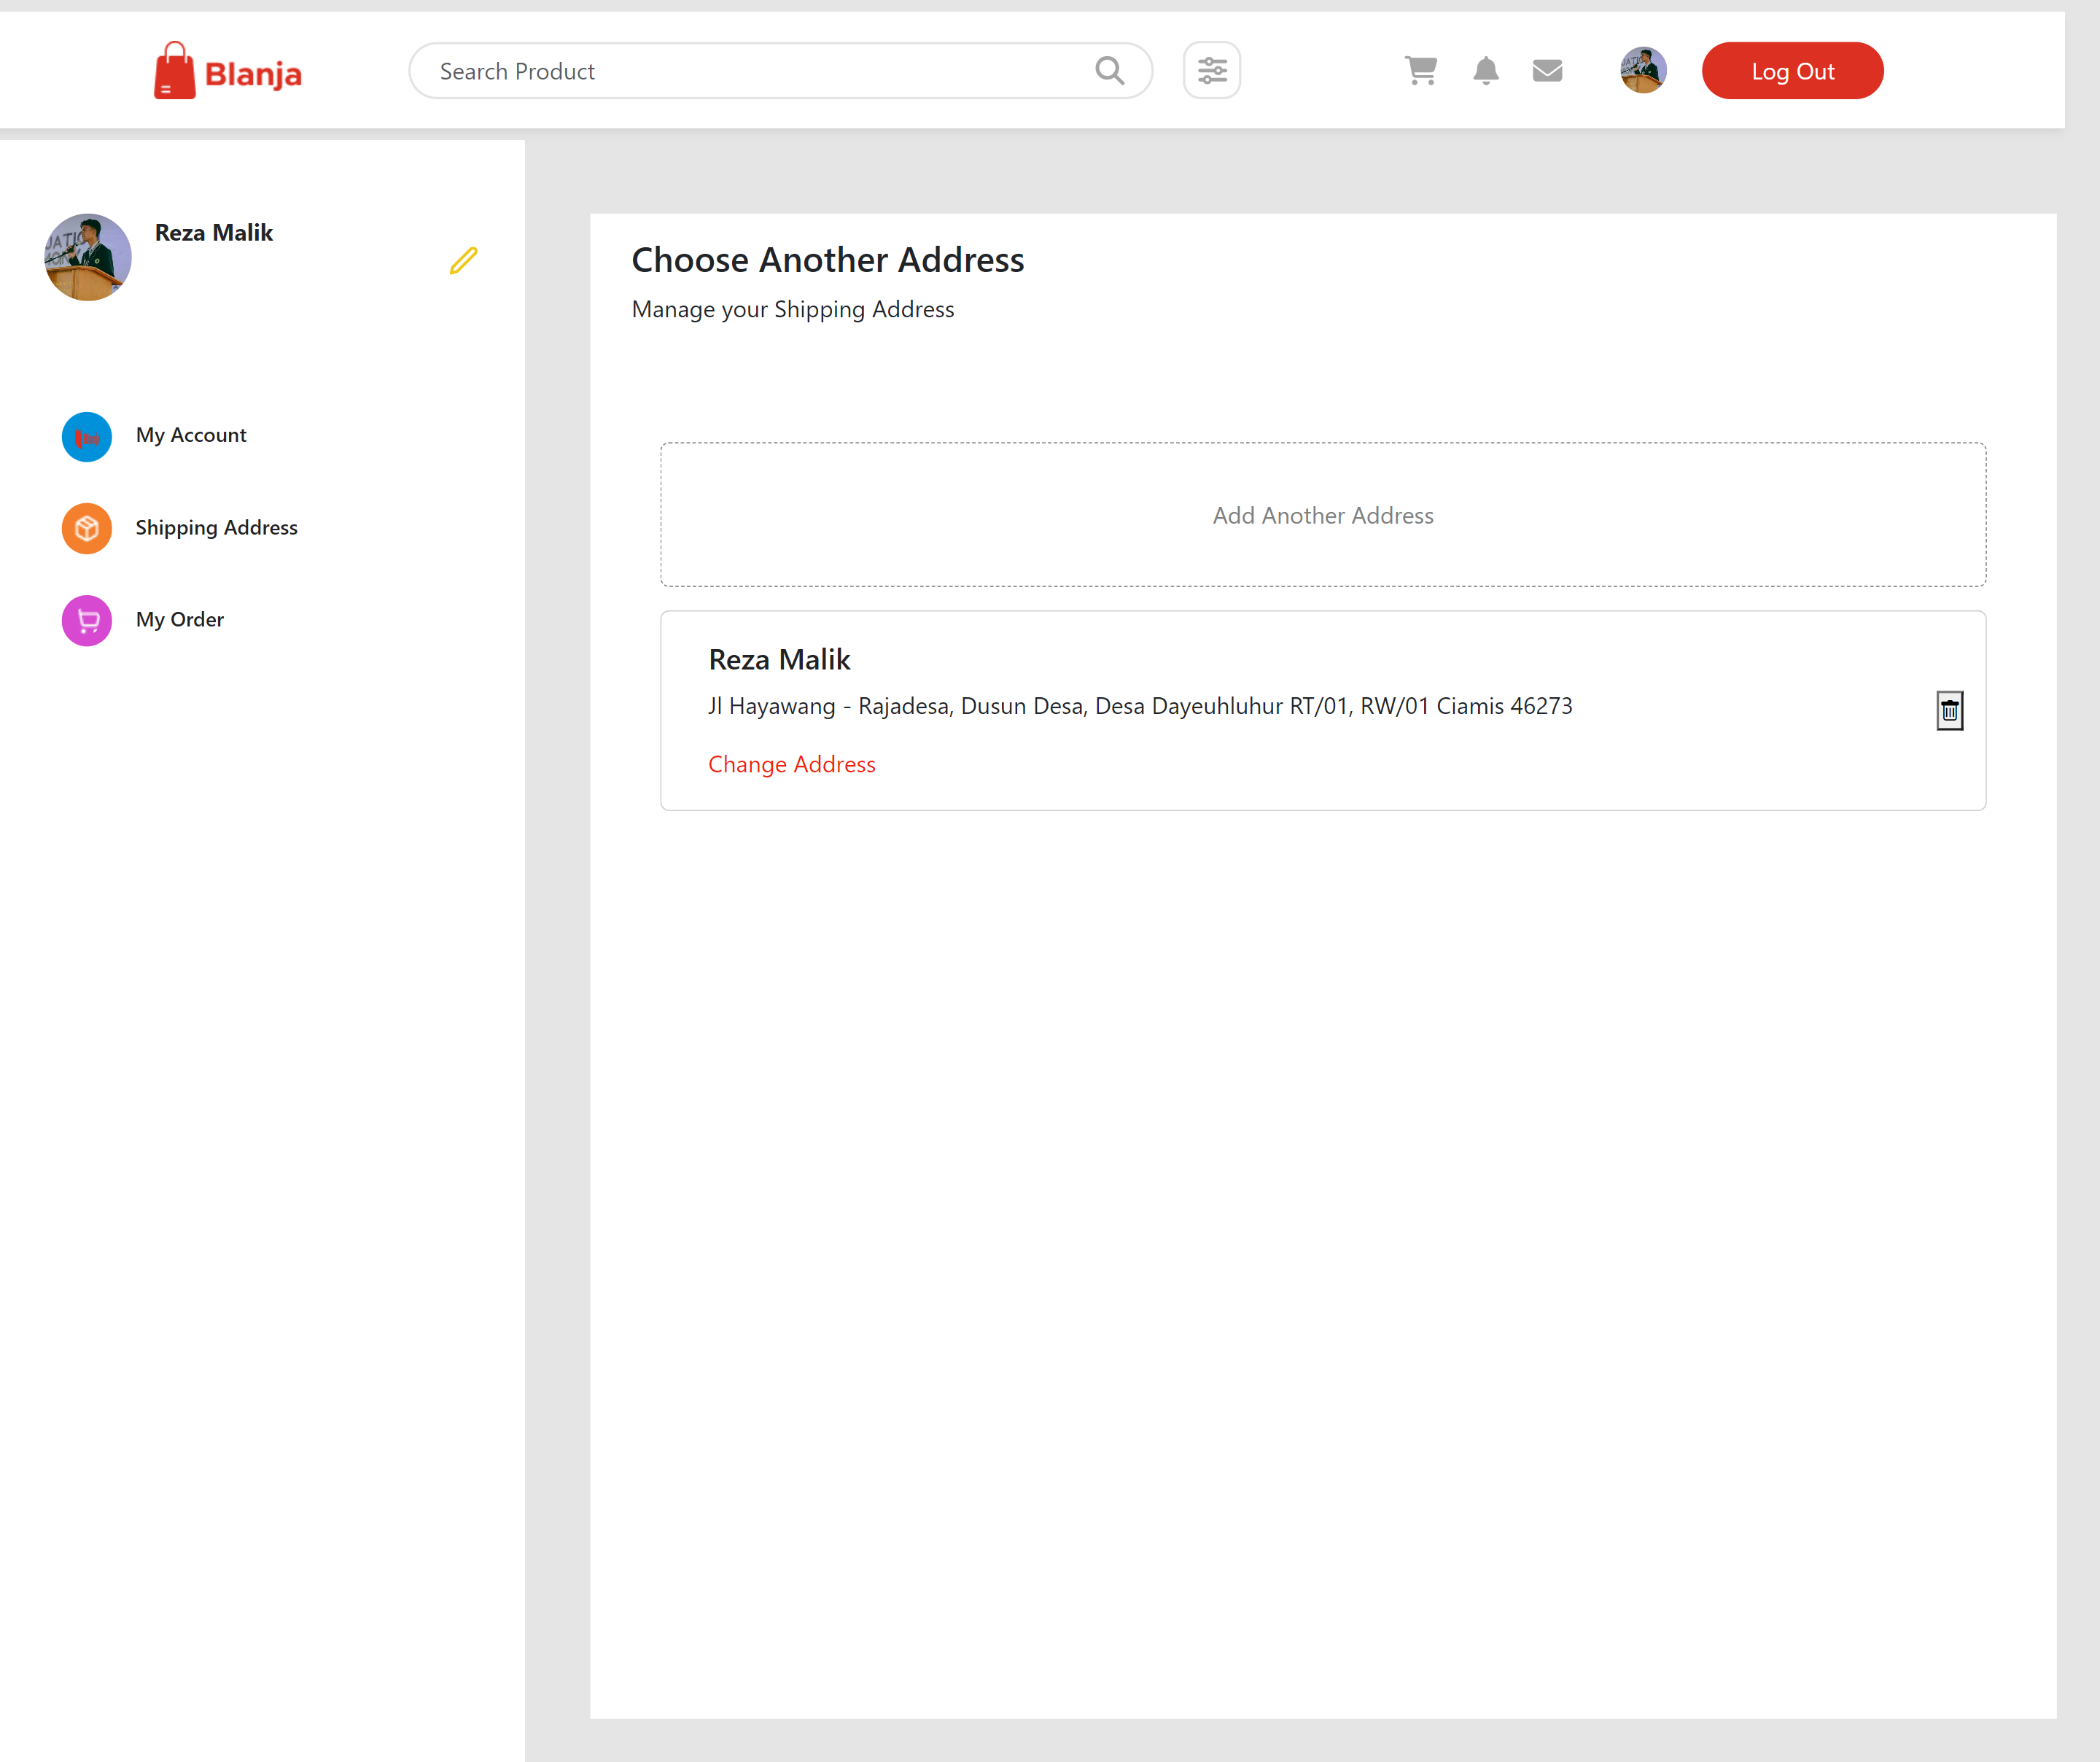 Blanja
Search Product
Log Out
Reza Malik
My Account
Shipping Address
My Order
Choose Another Address
Manage your Shipping Address
Add Another Address
Reza Malik
Jl Hayawang - Rajadesa, Dusun Desa, Desa Dayeuhluhur RT/01, RW/01 Ciamis 46273
Change Address